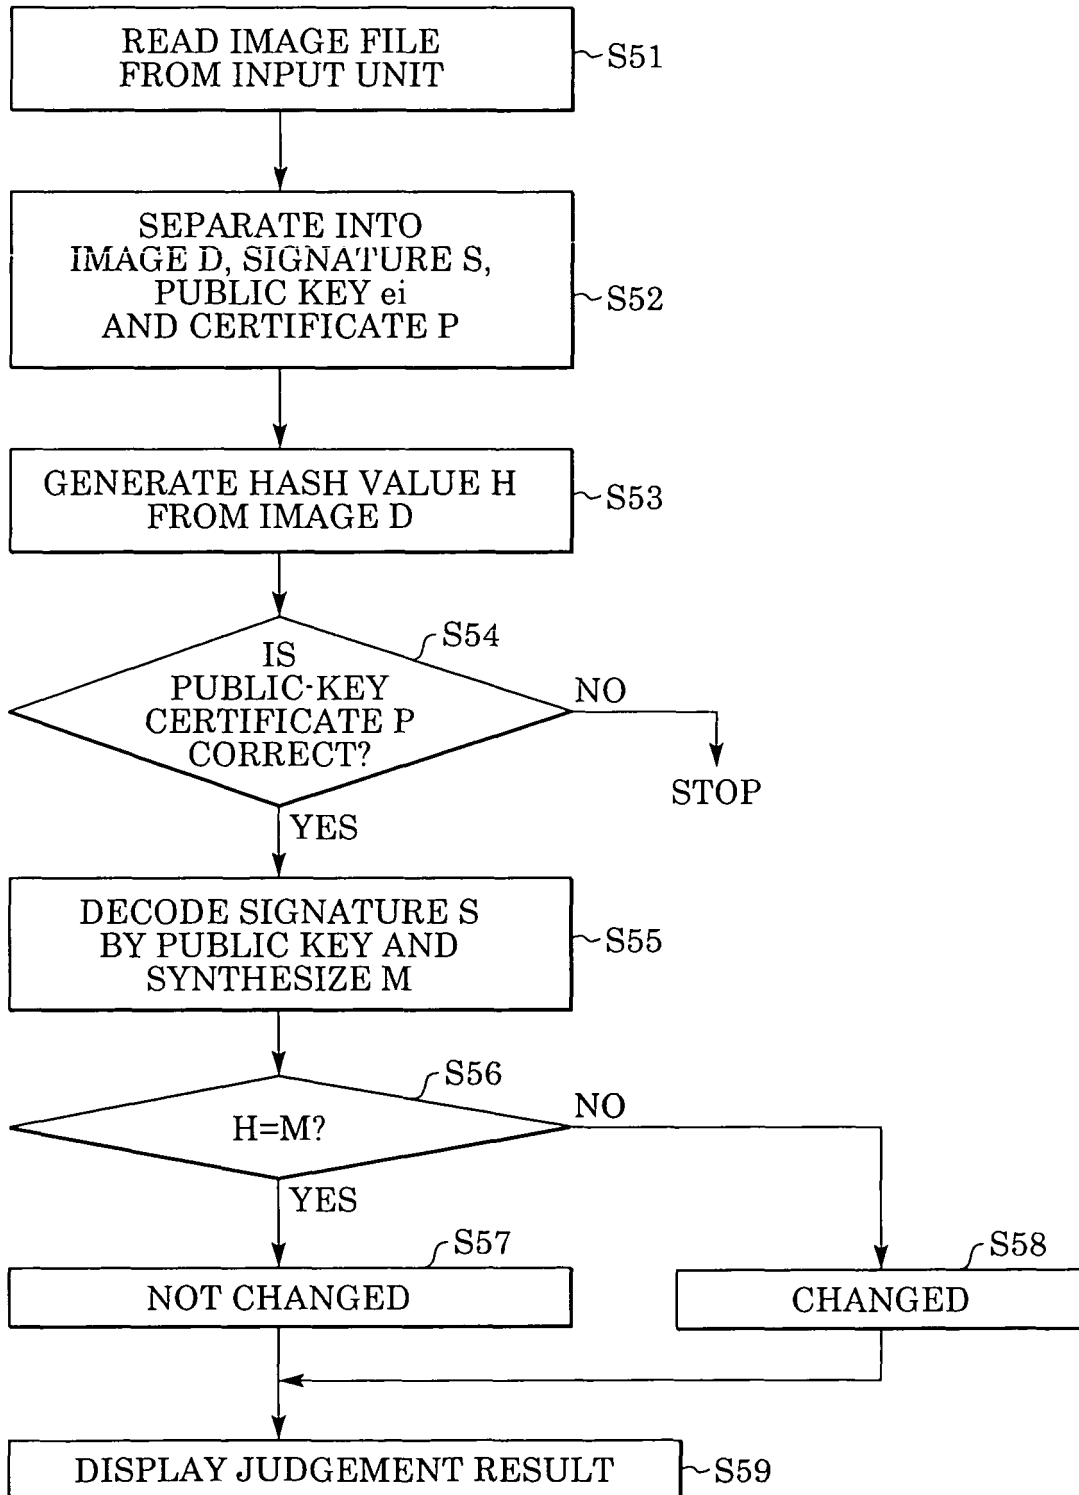 READ IMAGE FILE
FROM INPUT UNIT
S51
SEPARATE INTO
IMAGE D, SIGNATURE S,
PUBLIC KEY ei
AND CERTIFICATE P
S52
GENERATE HASH VALUE H
FROM IMAGE D
S53
S54
IS
PUBLIC-KEY
CERTIFICATE P
CORRECT?
NO
STOP
YES
DECODE SIGNATURE S
BY PUBLIC KEY AND
SYNTHESIZE M
S55
S56
H=M?
NO
YES
S57
NOT CHANGED
S58
CHANGED
DISPLAY JUDGEMENT RESULT
S59